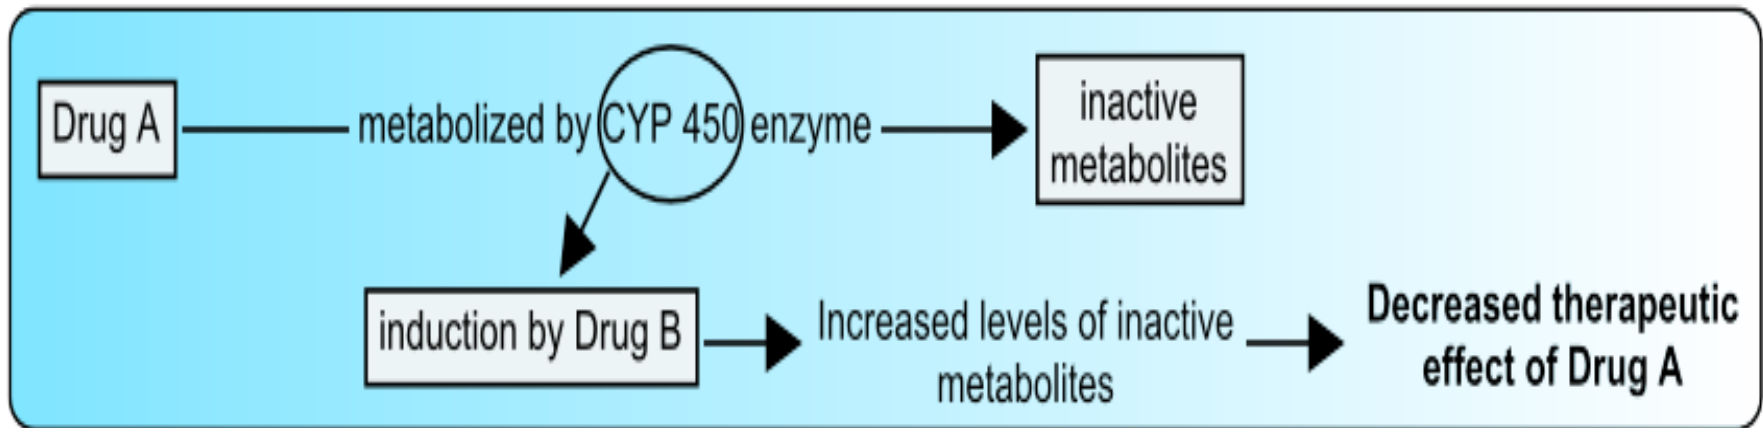 Drug A
metabolized by CYP 450 enzyme
inactive
metabolites
induction by Drug B
Increased levels of inactive
metabolites
Decreased therapeutic
effect of Drug A